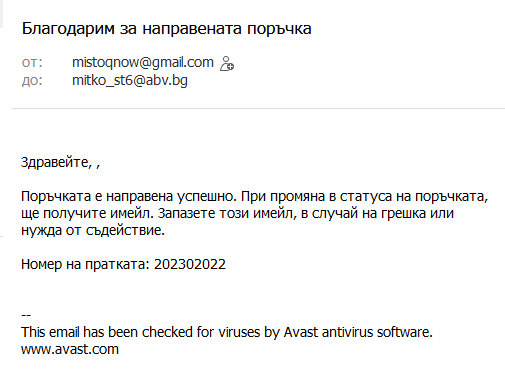 Благодарим за направената поръчка
от: mistoqnow@gmail.com
до: mitko_st6@abv.bg
Здравейте, ,
Поръчката е направена успешно. При промяна в статуса на поръчката,
ще получите имейл. Запазете този имейл, в случай на грешка или
нужда от съдействие.
Номер на пратката: 202302022
--
This email has been checked for viruses by Avast antivirus software.
www.avast.com